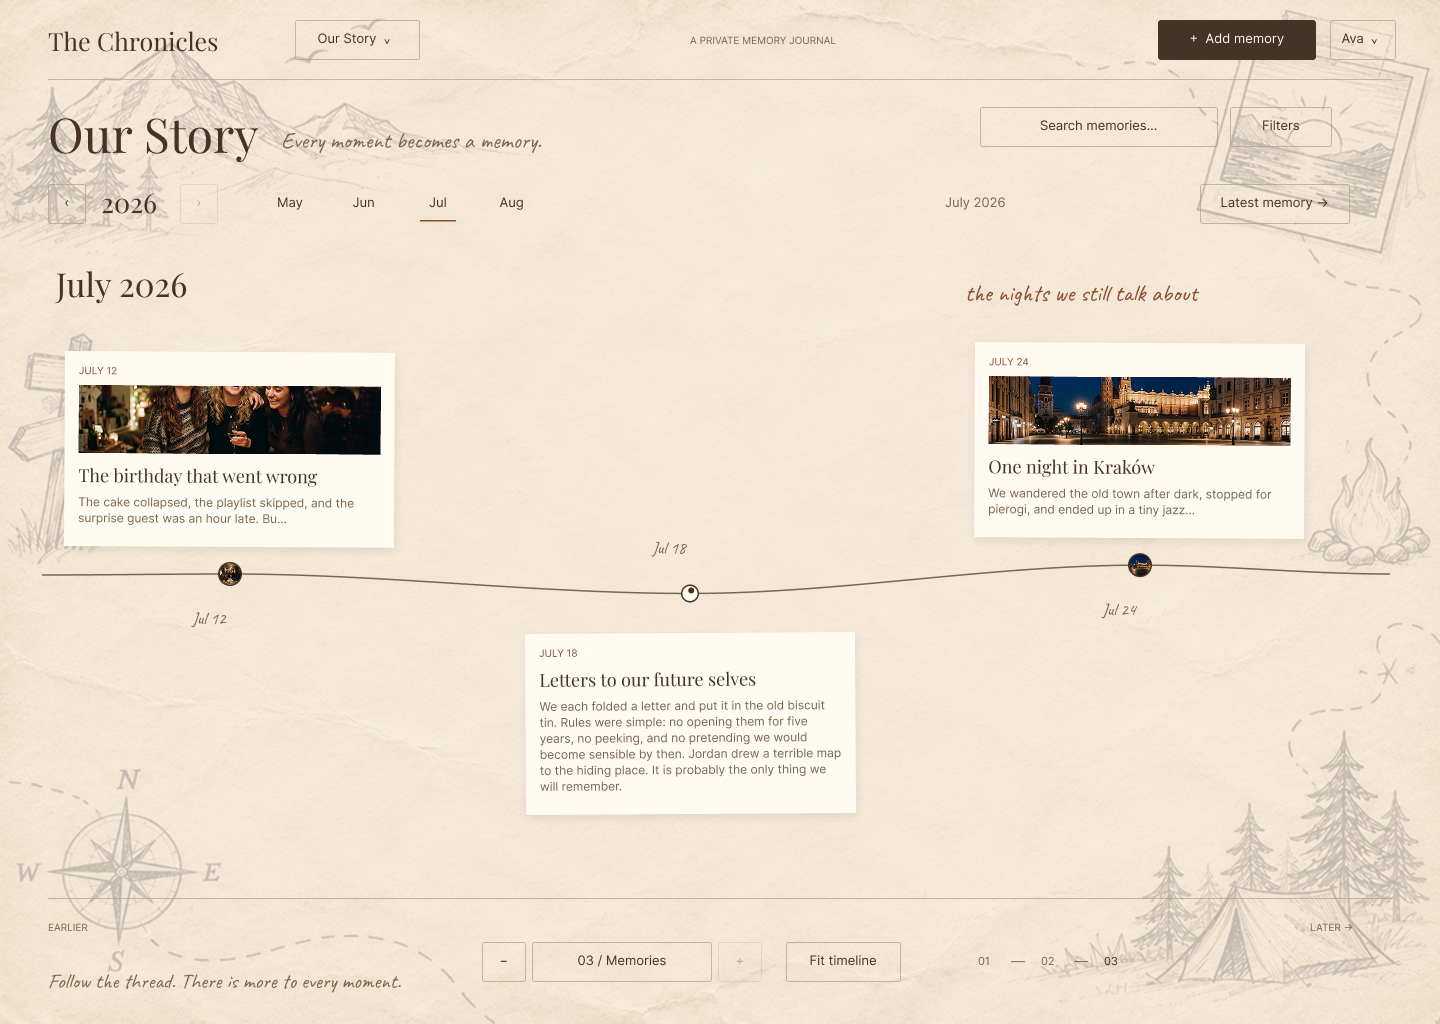 The Chronicles
Our Story
A PRIVATE MEMORY JOURNAL
+ Add memory
Ava
Our Story
Every moment becomes a memory.
Search memories...
Filters
‹
2026
›
May
Jun
Jul
Aug
July 2026
Latest memory →
July 2026
the nights we still talk about
JULY 12
The birthday that went wrong
The cake collapsed, the playlist skipped, and the
surprise guest was an hour late. Bu...
JULY 24
One night in Kraków
We wandered the old town after dark, stopped for
pierogi, and ended up in a tiny jazz...
Jul 18
Jul 12
Jul 24
JULY 18
Letters to our future selves
We each folded a letter and put it in the old biscuit
tin. Rules were simple: no opening them for five
years, no peeking, and no pretending we would
become sensible by then. Jordan drew a terrible map
to the hiding place. It is probably the only thing we
will remember.
N
W
E
S
EARLIER
LATER →
Follow the thread. There is more to every moment.
−
03 / Memories
+
Fit timeline
01 — 02 — 03